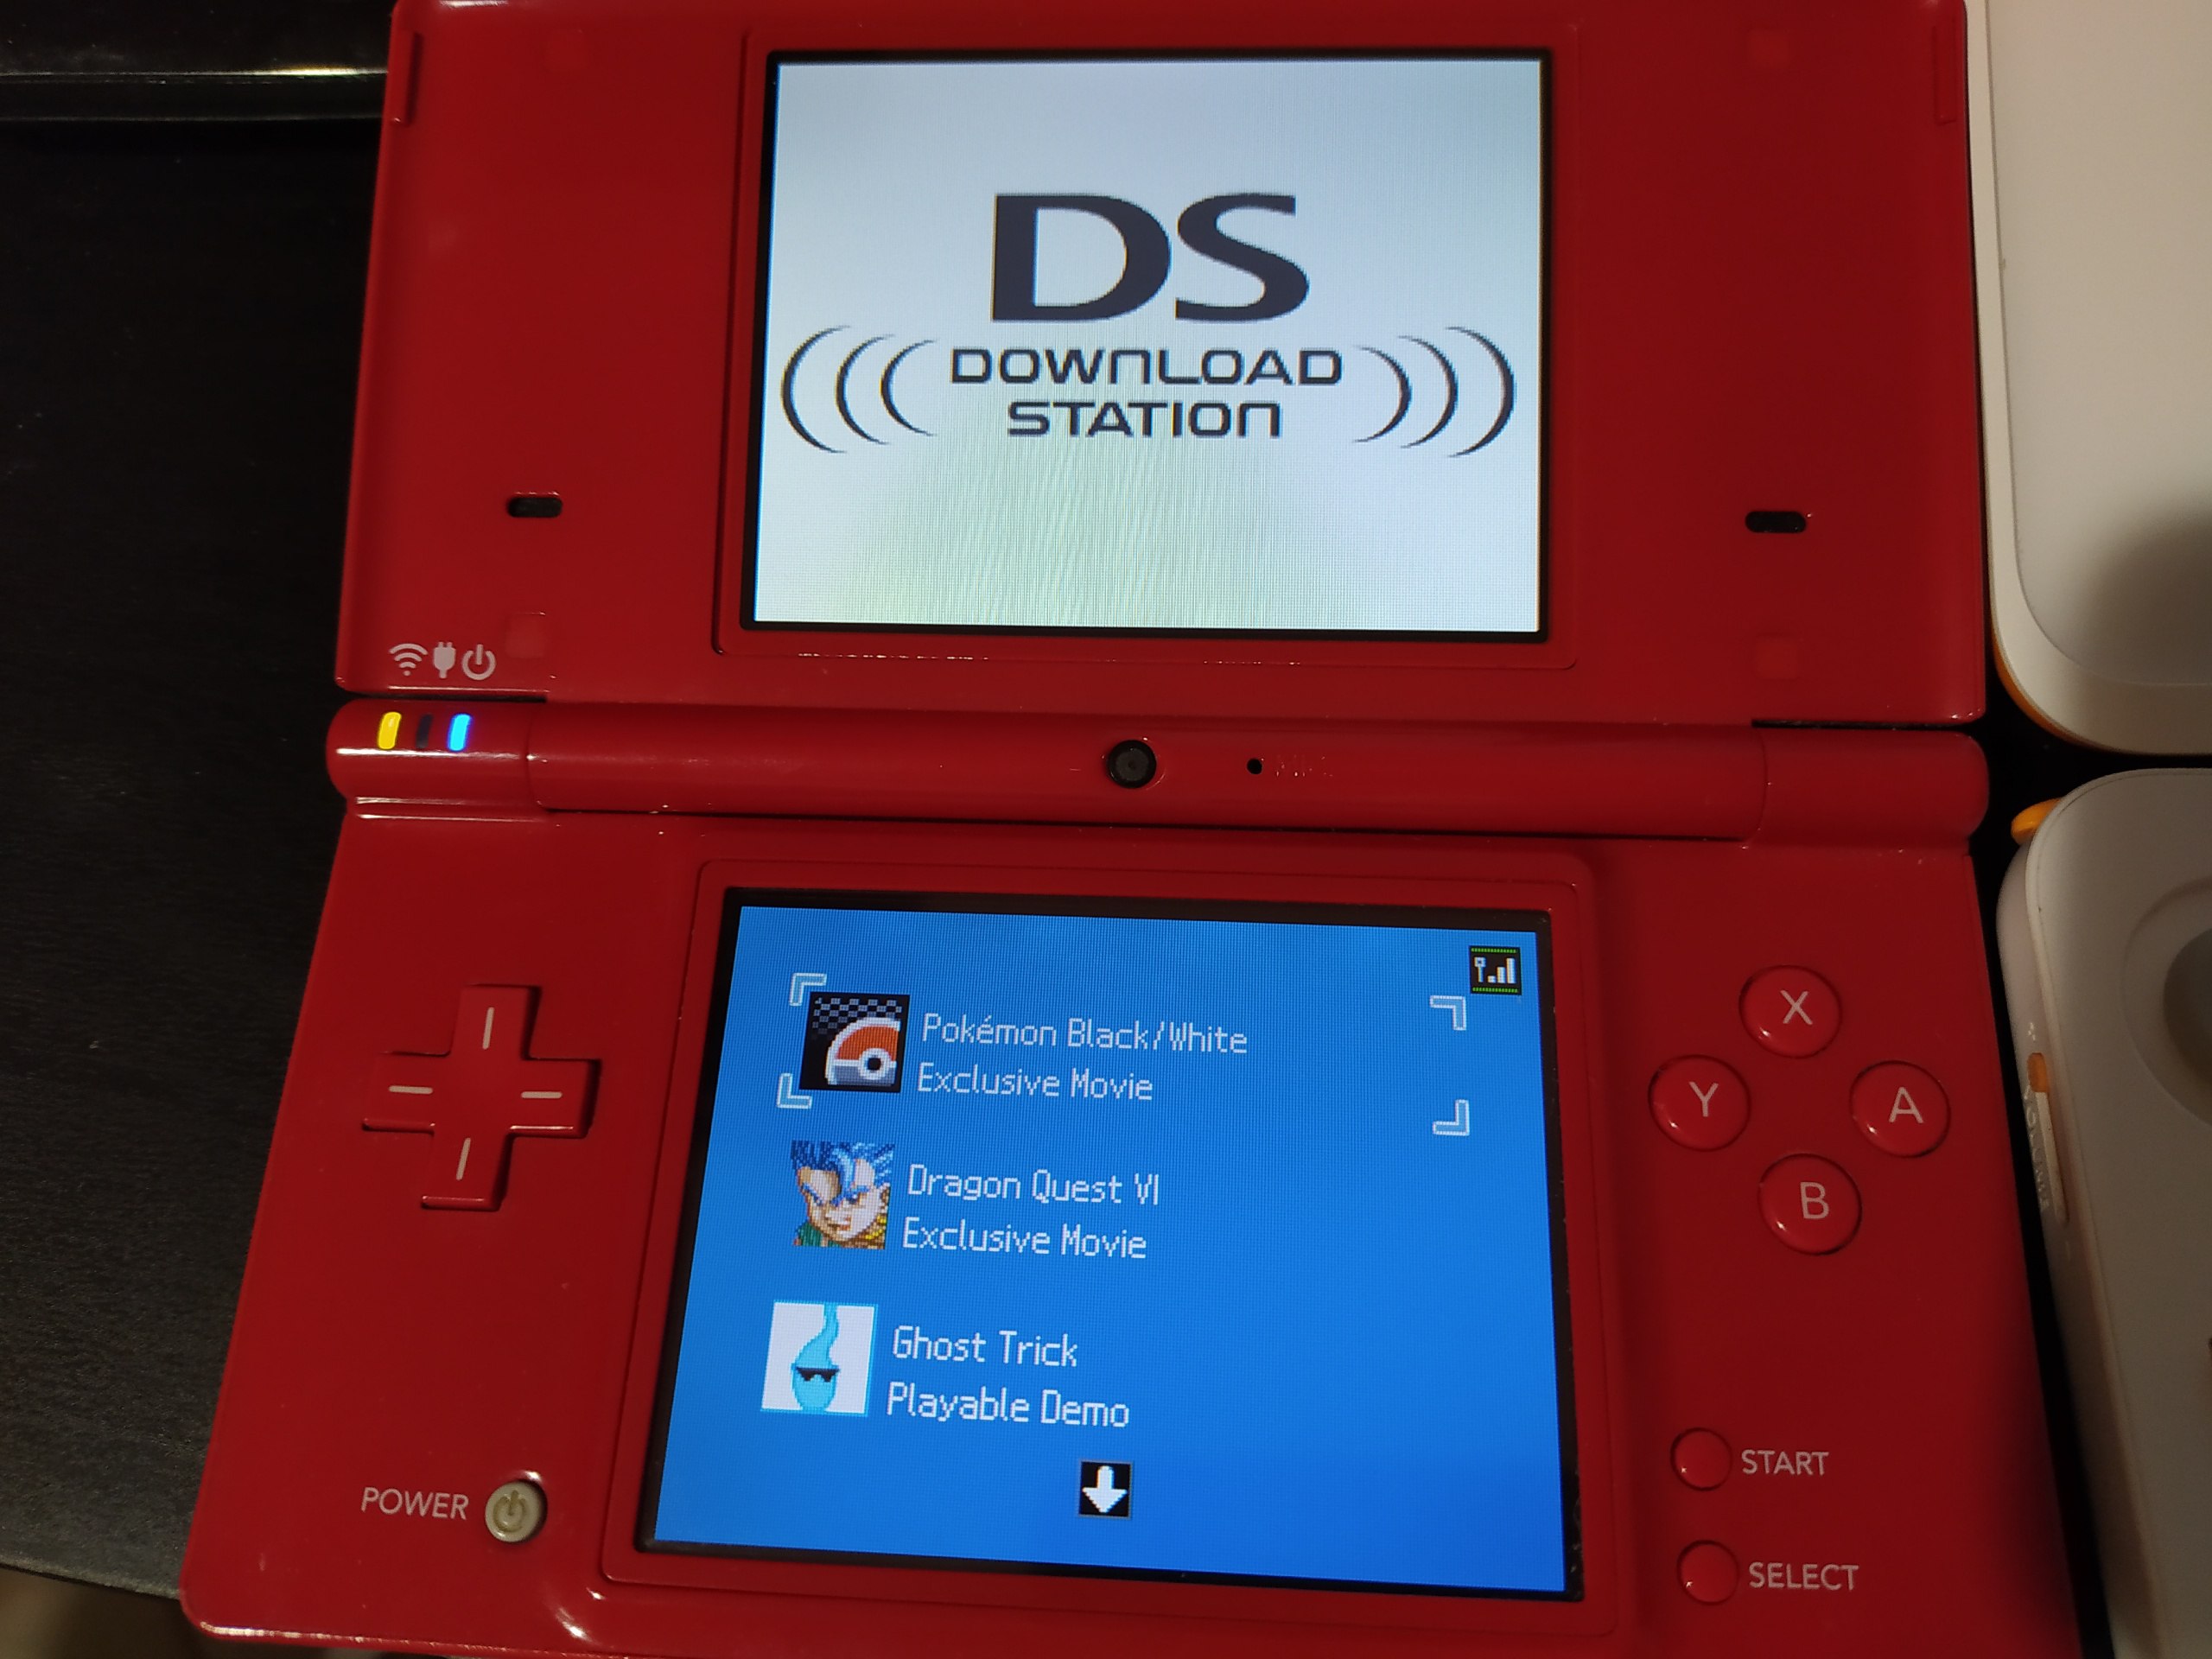 DS
DOWNLOAD
STATION
MIC.
Pokémon Black/White
Exclusive Movie
Dragon Quest VI
Exclusive Movie
Ghost Trick
Playable Demo
X
Y
A
B
POWER
START
SELECT